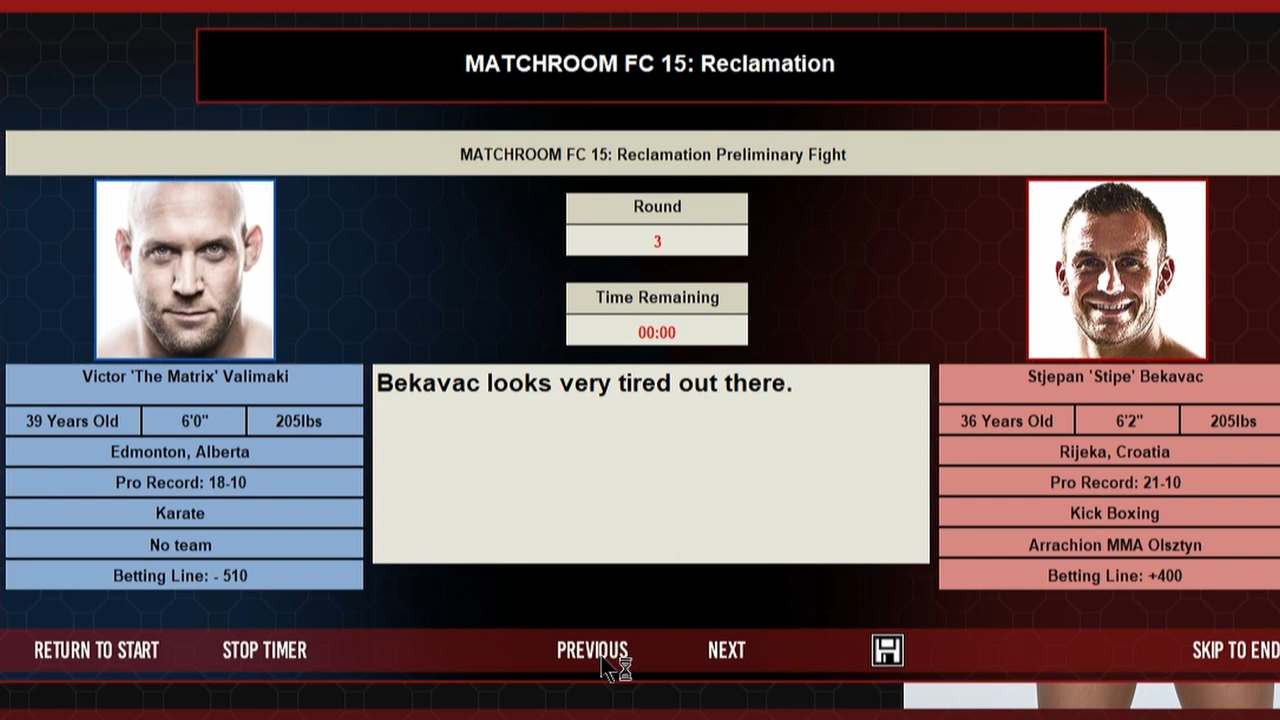 MATCHROOM FC 15: Reclamation
MATCHROOM FC 15: Reclamation Preliminary Fight
Round
3
Time Remaining
00:00
Victor 'The Matrix' Valimaki
39 Years Old 6'0" 205lbs
Edmonton, Alberta
Pro Record: 18-10
Karate
No team
Betting Line: - 510
Bekavac looks very tired out there.
Stjepan 'Stipe' Bekavac
36 Years Old 6'2" 205lbs
Rijeka, Croatia
Pro Record: 21-10
Kick Boxing
Arrachion MMA Olsztyn
Betting Line: +400
RETURN TO START STOP TIMER PREVIOUS NEXT SKIP TO END